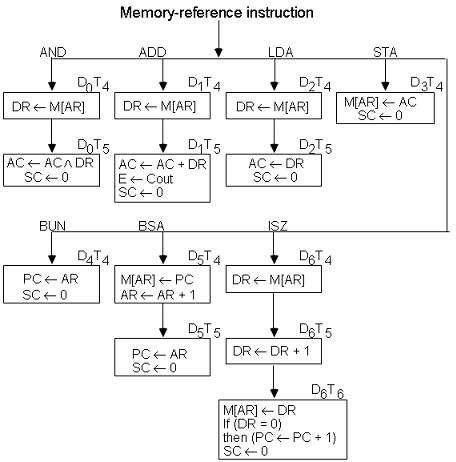 Memory-reference instruction
AND ADD LDA STA
D0T4 D1T4 D2T4 D3T4
DR ← M[AR] DR ← M[AR] DR ← M[AR] M[AR] ← AC
SC ← 0
D0T5 D1T5 D2T5
AC ← AC ∧ DR
SC ← 0
AC ← AC + DR
E ← Cout
SC ← 0
AC ← DR
SC ← 0
BUN BSA ISZ
D4T4 D5T4 D6T4
PC ← AR
SC ← 0
M[AR] ← PC
AR ← AR + 1
DR ← M[AR]
D5T5 D6T5
PC ← AR
SC ← 0
DR ← DR + 1
D6T6
M[AR] ← DR
If (DR = 0)
then (PC ← PC + 1)
SC ← 0